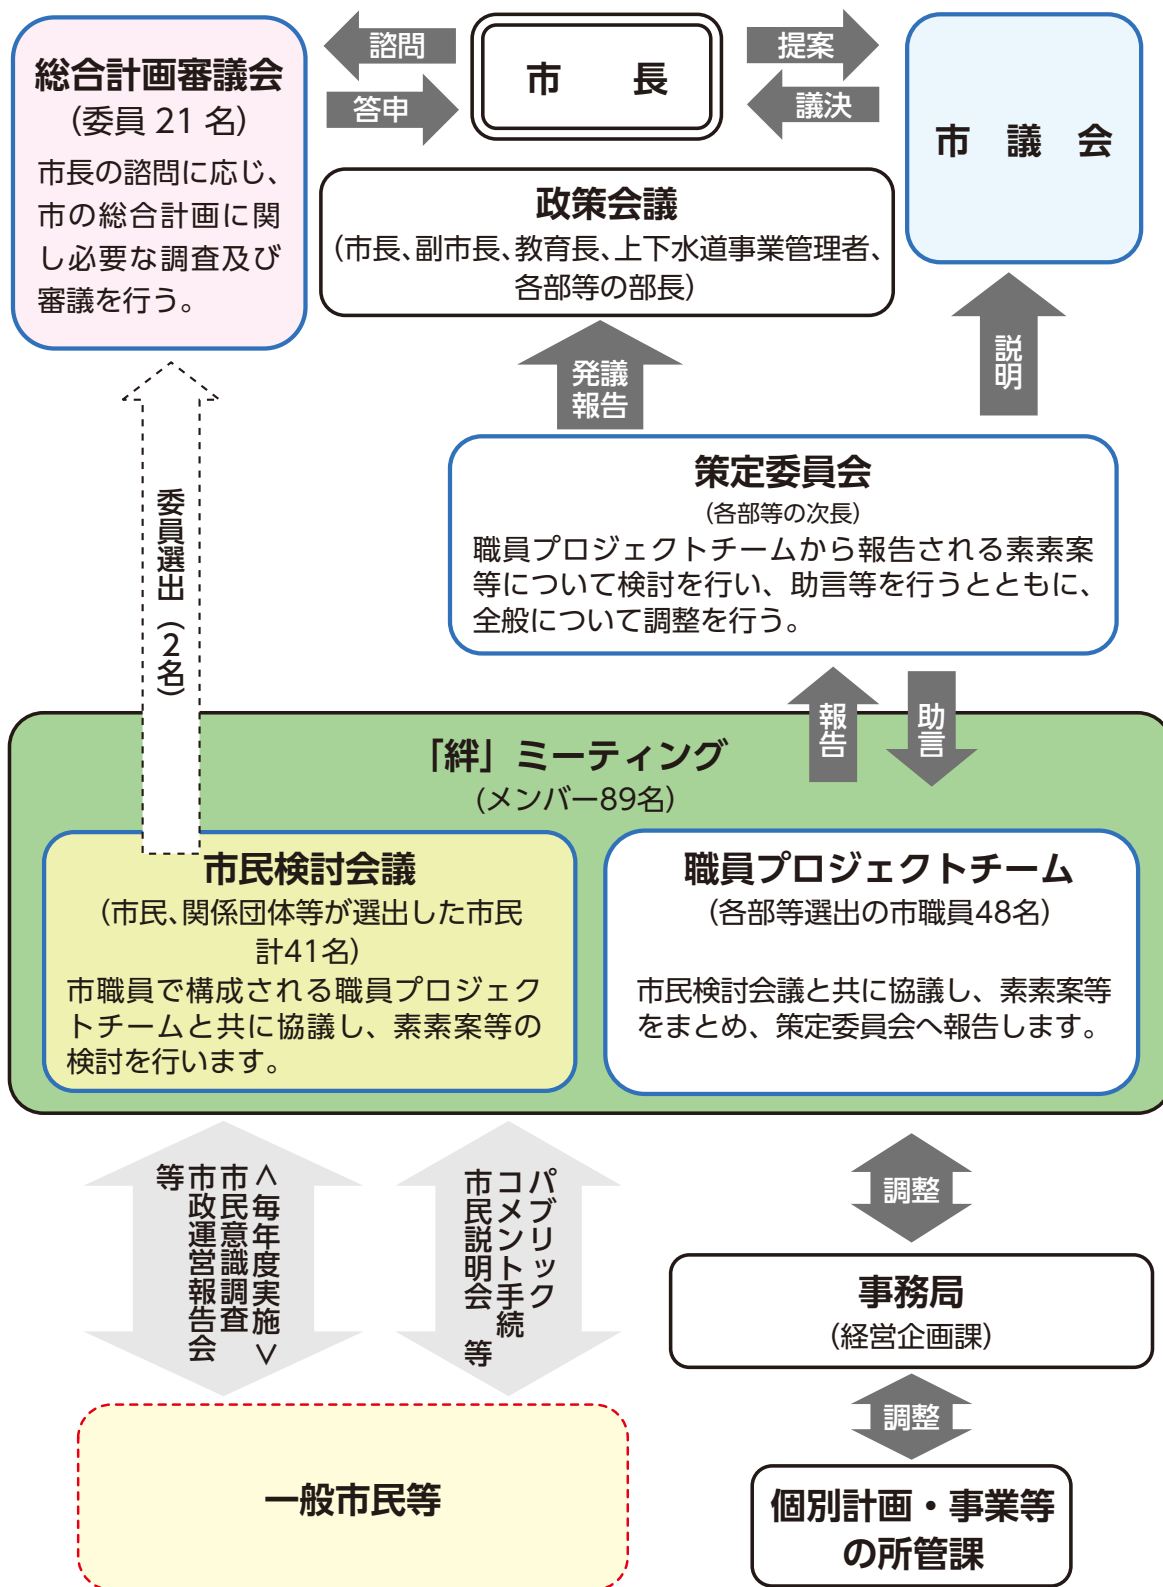 総合計画審議会
（委員 21 名）
市長の諮問に応じ、
市の総合計画に関
し必要な調査及び
審議を行う。
諮問
答申
市　長
提案
議決
市　議　会
政策会議
（市長、副市長、教育長、上下水道事業管理者、
各部等の部長）
発議
報告
説明
策定委員会
（各部等の次長）
職員プロジェクトチームから報告される素素案
等について検討を行い、助言等を行うとともに、
全般について調整を行う。
委員選出（2名）
報告
助言
「絆」ミーティング
（メンバー89名）
市民検討会議
（市民、関係団体等が選出した市民
計41名）
市職員で構成される職員プロジェク
トチームと共に協議し、素素案等の
検討を行います。
職員プロジェクトチーム
（各部等選出の市職員48名）
市民検討会議と共に協議し、素素案等
をまとめ、策定委員会へ報告します。
＜毎年度実施＞
市民意識調査
市政運営報告会
等
パブリック
コメント手続
市民説明会　等
調整
事務局
（経営企画課）
調整
一般市民等
個別計画・事業等
の所管課